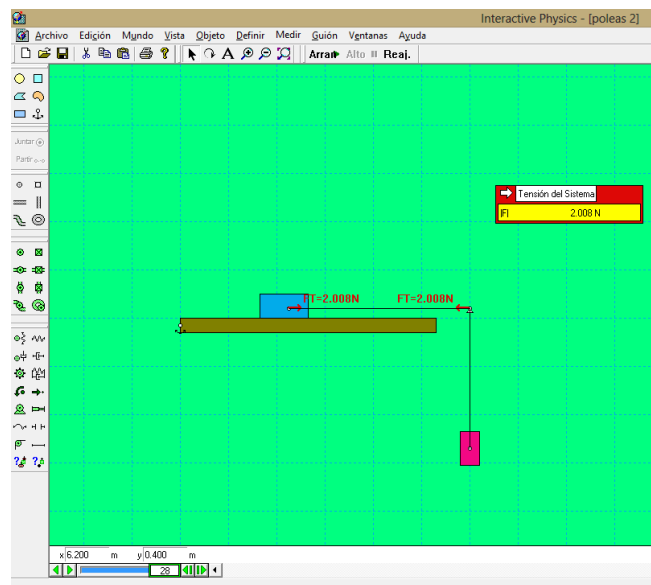 Interactive Physics - [poleas 2]
Archivo Edición Mundo Vista Objeto Definir Medir Guión Ventanas Ayuda
A Arran Alto II Reaj.
Juntar
Partir
Tensión del Sistema
|F| 2.008 N
FT=2.008N FT=2.008N
x 6.200 m y 0.400 m
28